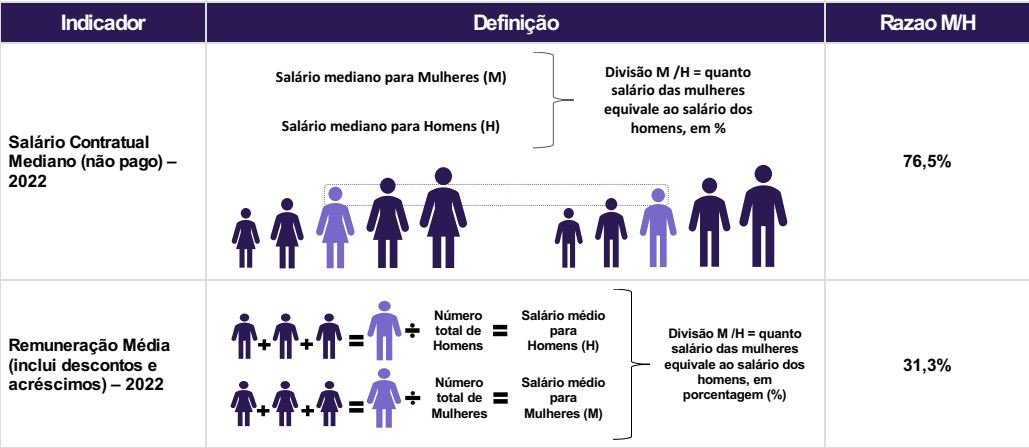 Indicador
Definição
Razao M/H
Salário Contratual
Mediano (não pago) –
2022
Salário mediano para Mulheres (M)
Salário mediano para Homens (H)
Divisão M /H = quanto
salário das mulheres
equivale ao salário dos
homens, em %
76,5%
Remuneração Média
(inclui descontos e
acréscimos) – 2022
+ + = ÷
Número
total de
Homens
=
Salário médio
para
Homens (H)
+ + = ÷
Número
total de
Mulheres
=
Salário médio
para
Mulheres (M)
Divisão M /H = quanto
salário das mulheres
equivale ao salário dos
homens, em
porcentagem (%)
31,3%